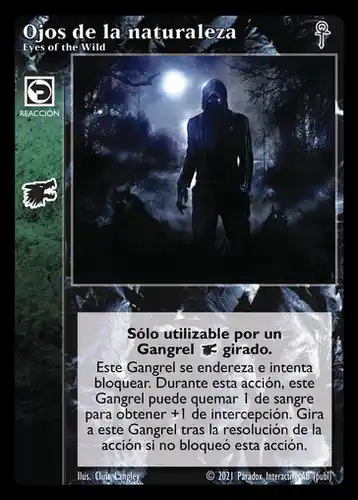 Ojos de la naturaleza
Eyes of the Wild
REACCIÓN
Sólo utilizable por un
Gangrel girado.
Este Gangrel se endereza e intenta
bloquear. Durante esta acción, este
Gangrel puede quemar 1 de sangre
para obtener +1 de intercepción. Gira
a este Gangrel tras la resolución de la
acción si no bloqueó esta acción.
Ilus. Chris Langley
© 2021 Paradox Interactive AB (publ)